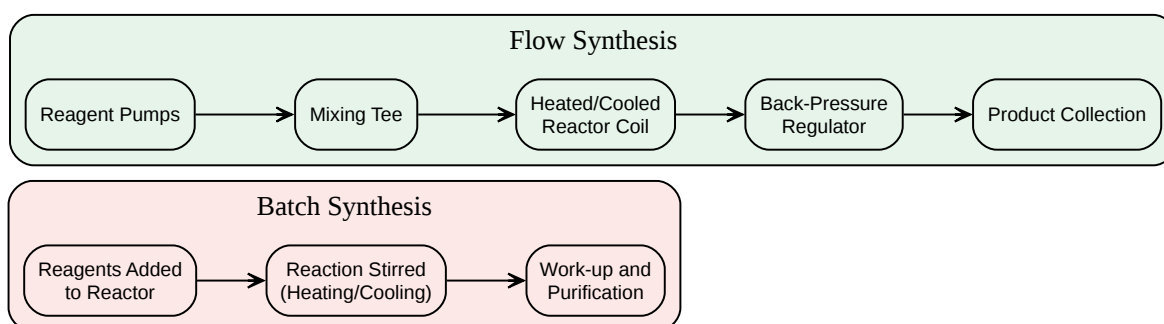 Flow Synthesis
Reagent Pumps
Mixing Tee
Heated/Cooled
Reactor Coil
Back-Pressure
Regulator
Product Collection
Batch Synthesis
Reagents Added
to Reactor
Reaction Stirred
(Heating/Cooling)
Work-up and
Purification